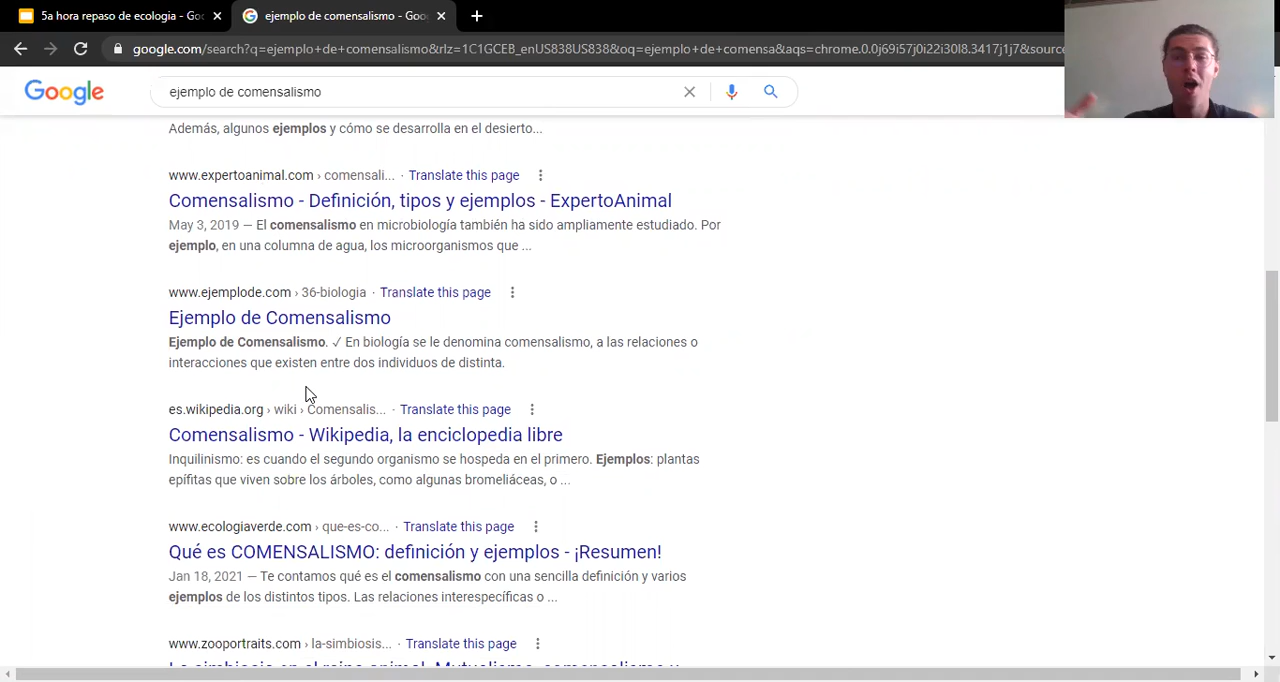 5a hora repaso de ecologia - Goo
ejemplo de comensalismo - Goo
google.com/search?q=ejemplo+de+comensalismo&rlz=1C1GCEB_enUS838US838&oq=ejemplo+de+comensa&aqs=chrome.0.0j69i57j0i22i30l8.3417j1j7&source
Google
ejemplo de comensalismo
Además, algunos ejemplos y cómo se desarrolla en el desierto...
www.expertoanimal.com › comensali... · Translate this page
Comensalismo - Definición, tipos y ejemplos - ExpertoAnimal
May 3, 2019 — El comensalismo en microbiología también ha sido ampliamente estudiado. Por
ejemplo, en una columna de agua, los microorganismos que ...
www.ejemplode.com › 36-biologia · Translate this page
Ejemplo de Comensalismo
Ejemplo de Comensalismo. ✓ En biología se le denomina comensalismo, a las relaciones o
interacciones que existen entre dos individuos de distinta.
es.wikipedia.org › wiki › Comensalis... · Translate this page
Comensalismo - Wikipedia, la enciclopedia libre
Inquilinismo: es cuando el segundo organismo se hospeda en el primero. Ejemplos: plantas
epífitas que viven sobre los árboles, como algunas bromeliáceas, o ...
www.ecologiaverde.com › que-es-co... · Translate this page
Qué es COMENSALISMO: definición y ejemplos - ¡Resumen!
Jan 18, 2021 — Te contamos qué es el comensalismo con una sencilla definición y varios
ejemplos de los distintos tipos. Las relaciones interespecíficas o ...
www.zooportraits.com › la-simbiosis... · Translate this page
La simbiosis en el reino animal. Mutualismo, comensalismo y